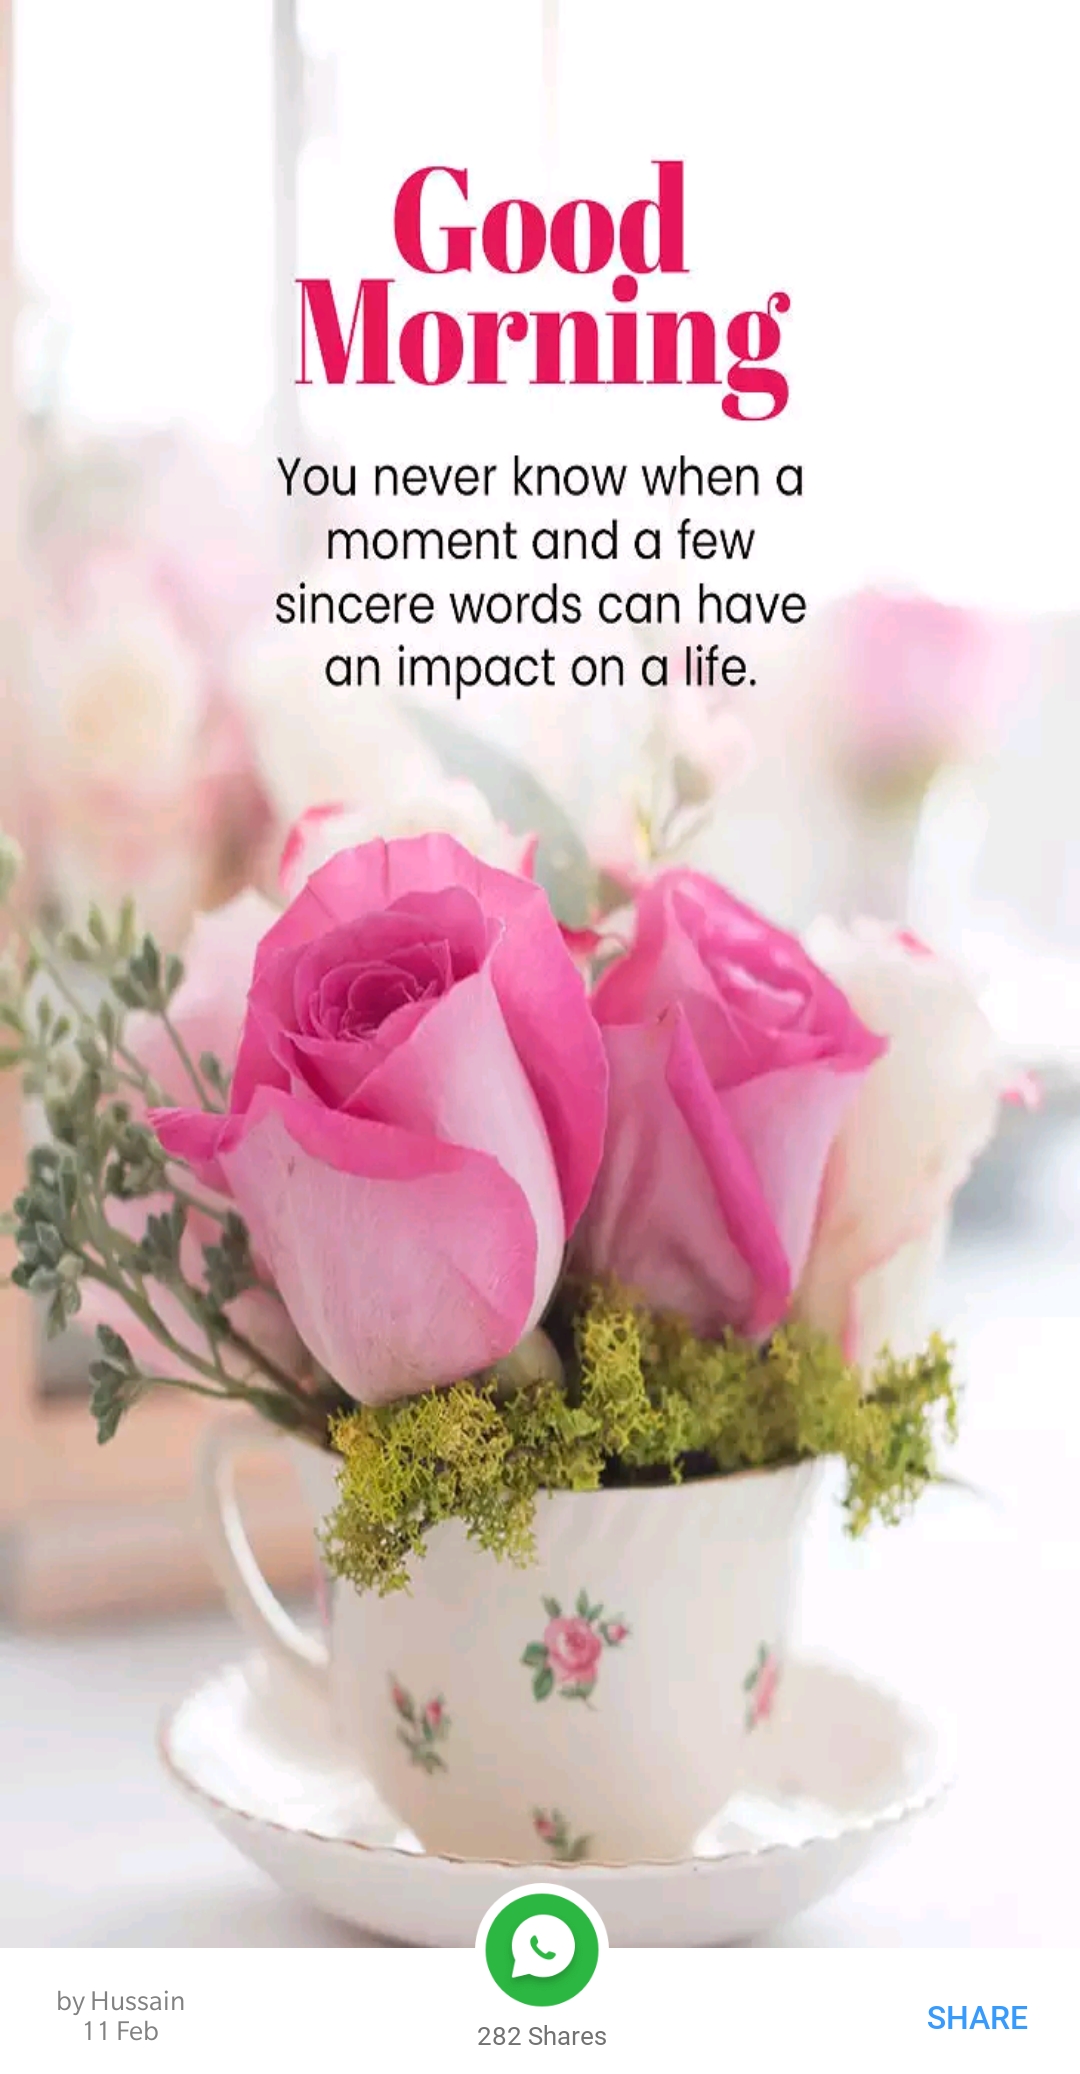 Good
Morning
You never know when a
moment and a few
sincere words can have
an impact on a life.
by Hussain
11 Feb
282 Shares
SHARE